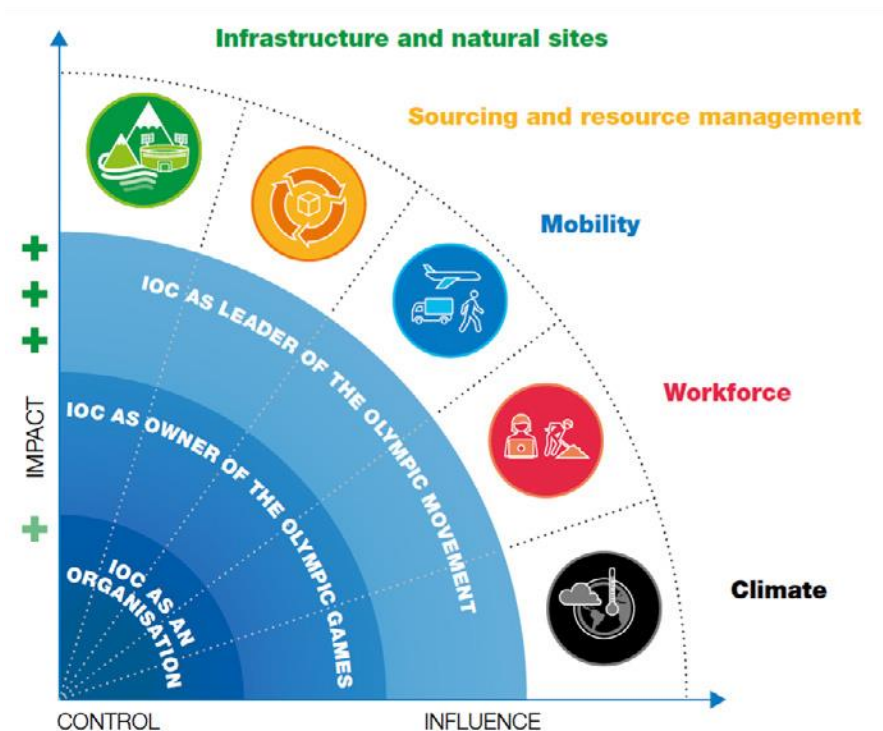 Infrastructure and natural sites
Sourcing and resource management
Mobility
Workforce
Climate
+
+
+
IMPACT
+
IOC AS LEADER OF THE OLYMPIC MOVEMENT
IOC AS OWNER OF THE OLYMPIC GAMES
IOC AS AN
ORGANISATION
CONTROL
INFLUENCE